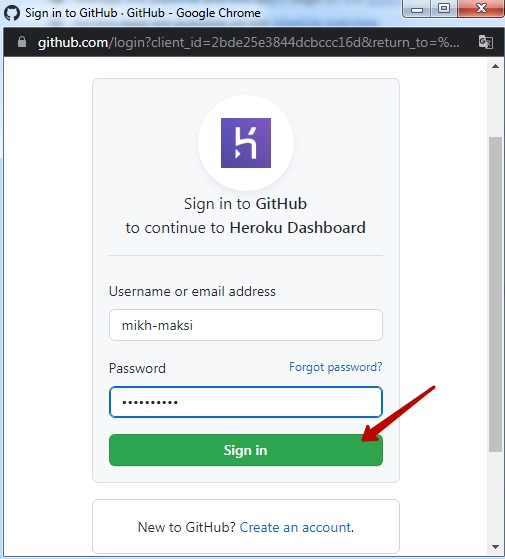 Sign in to GitHub · GitHub - Google Chrome
github.com/login?client_id=2bde25e3844dcbccc16d&return_to=%...
Sign in to GitHub
to continue to Heroku Dashboard
Username or email address
mikh-maksi
Password
Forgot password?
••••••••••
Sign in
New to GitHub? Create an account.